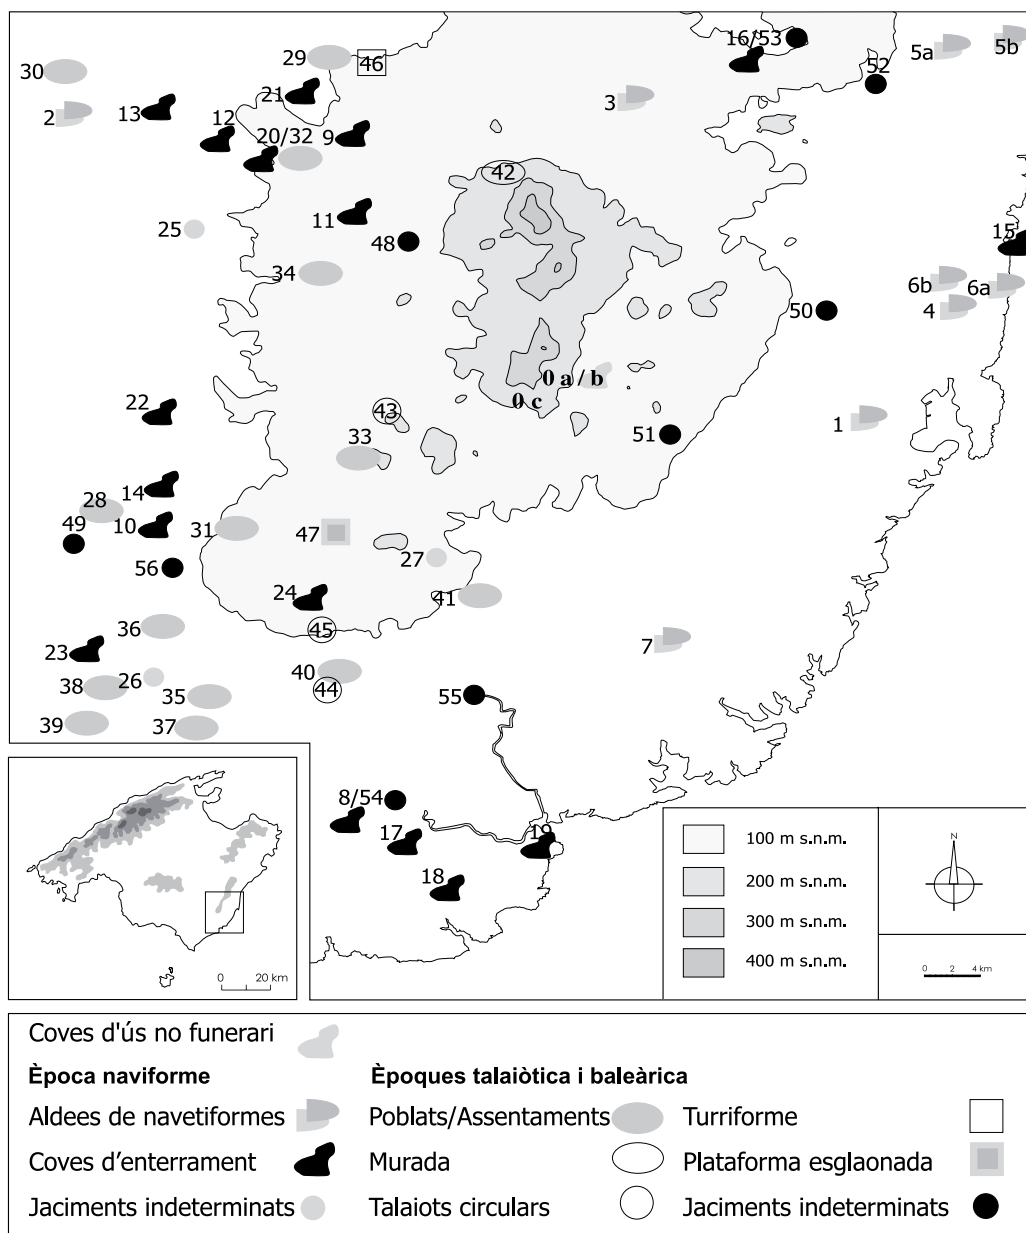 16/53
5b
5a
29
46
52
30
21
3
2
13
12
20/32
9
42
11
25
48
15
34
6b
6a
4
50
0 a / b
0 c
22
43
1
33
51
14
28
49
10
31
47
27
56
24
41
36
45
7
23
40
26
38
44
35
55
39
37
8/54
17
19
18
0 20 km
100 m s.n.m.
200 m s.n.m.
300 m s.n.m.
400 m s.n.m.
N
0 2 4 km
Coves d'ús no funerari
Època naviforme
Èpoques talaiòtica i baleàrica
Aldees de navetiformes
Poblats/Assentaments
Turriforme
Coves d’enterrament
Murada
Plataforma esglaonada
Jaciments indeterminats
Talaiots circulars
Jaciments indeterminats